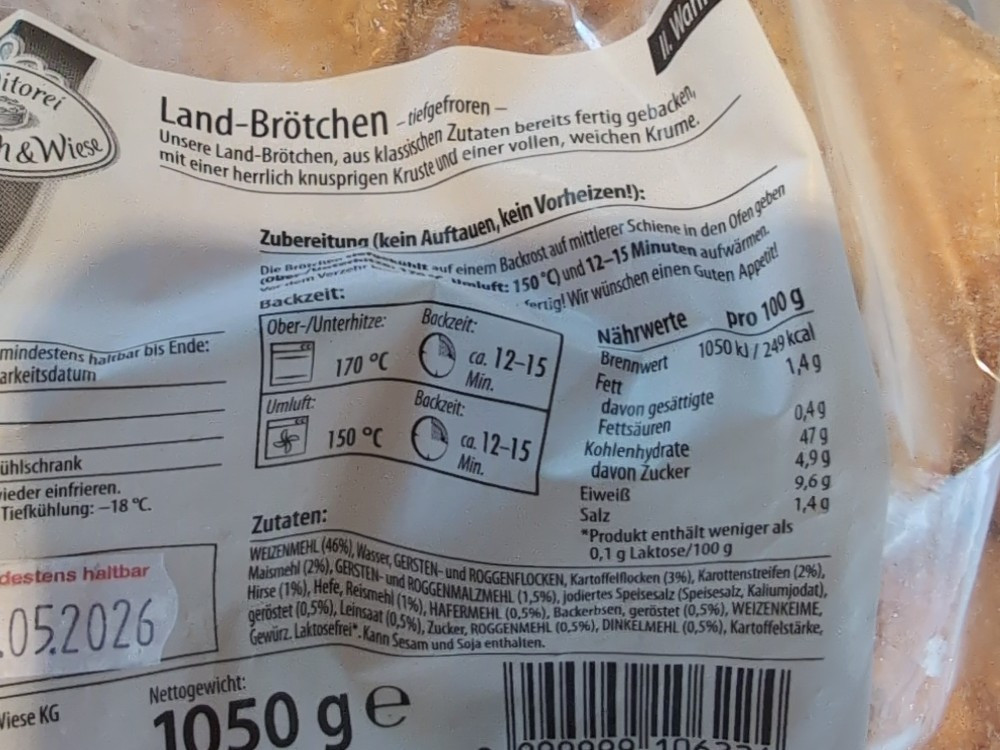 II. Wahl
itorei
h & Wiese
Land-Brötchen – tiefgefroren –
Unsere Land-Brötchen, aus klassischen Zutaten bereits fertig gebacken,
mit einer herrlich knusprigen Kruste und einer vollen, weichen Krume.
Zubereitung (kein Auftauen, kein Vorheizen!):
Die auf einem Backrost auf mittlerer Schiene in den Ofen geben
Umluft: 150 °C) und 12–15 Minuten aufwärmen.
fertig! Wir wünschen einen Guten Appetit!
Backzeit:
Ober-/Unterhitze: Backzeit:
170 °C ca. 12–15
Min.
Umluft: Backzeit:
150 °C ca. 12–15
Min.
Nährwerte pro 100 g
Brennwert 1050 kJ / 249 kcal
Fett 1,4 g
davon gesättigte
Fettsäuren 0,4 g
Kohlenhydrate 47 g
davon Zucker 4,9 g
Eiweiß 9,6 g
Salz 1,4 g
*Produkt enthält weniger als
0,1 g Laktose/100 g
mindestens haltbar bis Ende:
arkeitsdatum
ühlschrank
ieder einfrieren.
Tiefkühlung: –18 °C.
Zutaten:
WEIZENMEHL (46%), Wasser, GERSTEN- und ROGGENFLOCKEN, Kartoffelflocken (3%), Karottenstreifen (2%),
Maismehl (2%), GERSTEN- und ROGGENMALZMEHL (1,5%), jodiertes Speisesalz (Speisesalz, Kaliumjodat),
Hirse (1%), Hefe, Reismehl (1%), HAFERMEHL (0,5%), Backerbsen, geröstet (0,5%), WEIZENKEIME,
geröstet (0,5%), Leinsaat (0,5%), Zucker, ROGGENMEHL (0,5%), DINKELMEHL (0,5%), Kartoffelstärke,
Gewürz. Laktosefrei*. Kann Sesam und Soja enthalten.
destens haltbar
.05.2026
Wiese KG
Nettogewicht:
1050 g e